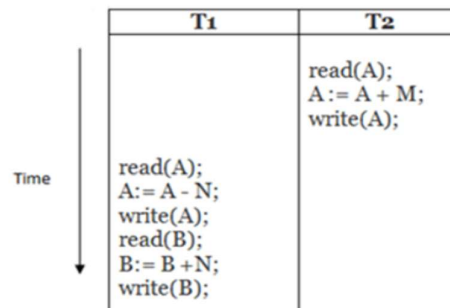 T1 T2
read(A);
A:= A + M;
write(A);
read(A);
A:= A - N;
write(A);
read(B);
B:= B +N;
write(B);
Time